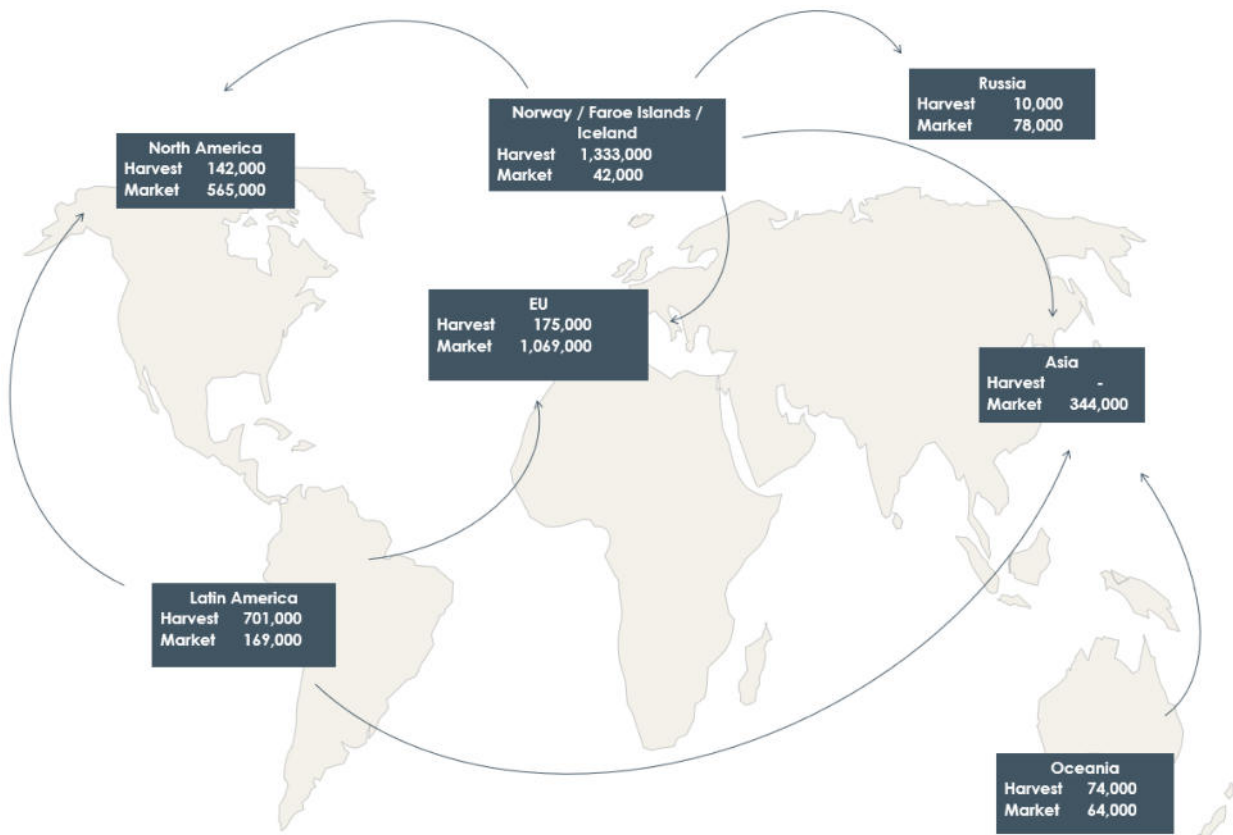 Russia
Harvest 10,000
Market 78,000
Norway / Faroe Islands /
Iceland
Harvest 1,333,000
Market 42,000
North America
Harvest 142,000
Market 565,000
EU
Harvest 175,000
Market 1,069,000
Asia
Harvest -
Market 344,000
Latin America
Harvest 701,000
Market 169,000
Oceania
Harvest 74,000
Market 64,000